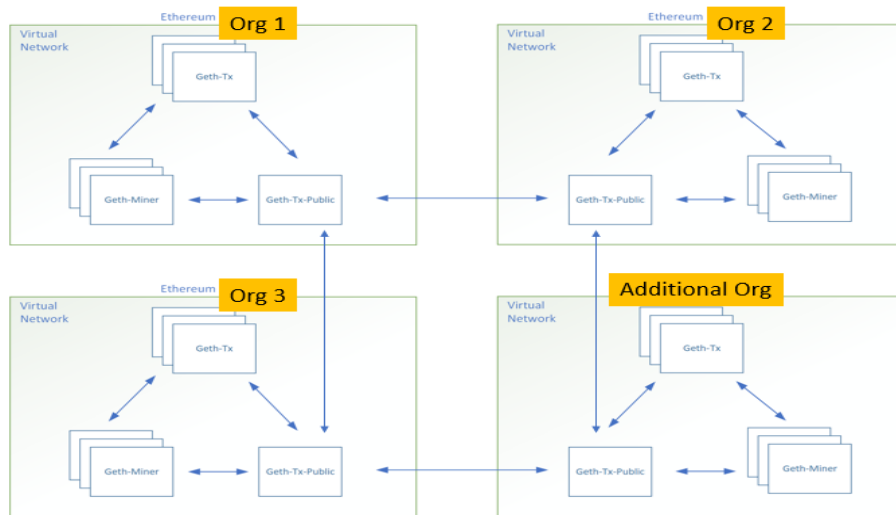 Ethereum Org 1
Virtual
Network
Geth-Tx
Geth-Miner
Geth-Tx-Public
Ethereum Org 2
Virtual
Network
Geth-Tx
Geth-Tx-Public
Geth-Miner
Ethereum Org 3
Virtual
Network
Geth-Tx
Geth-Miner
Geth-Tx-Public
Additional Org
Virtual
Network
Geth-Tx
Geth-Tx-Public
Geth-Miner